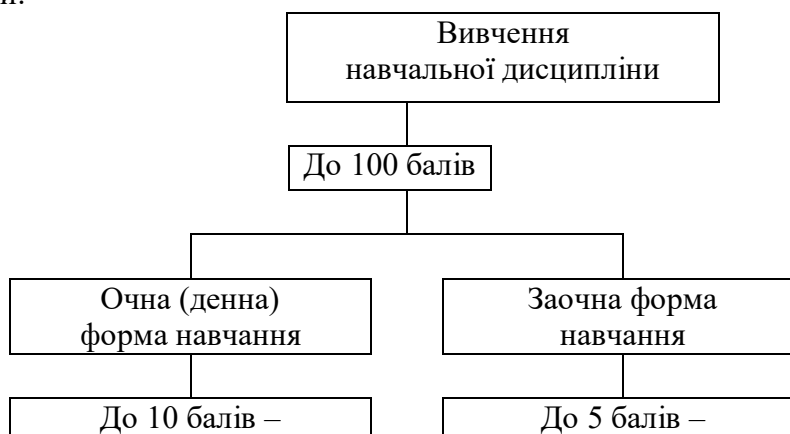 Вивчення
навчальної дисципліни
До 100 балів
Очна (денна)
форма навчання
Заочна форма
навчання
До 10 балів –
До 5 балів –